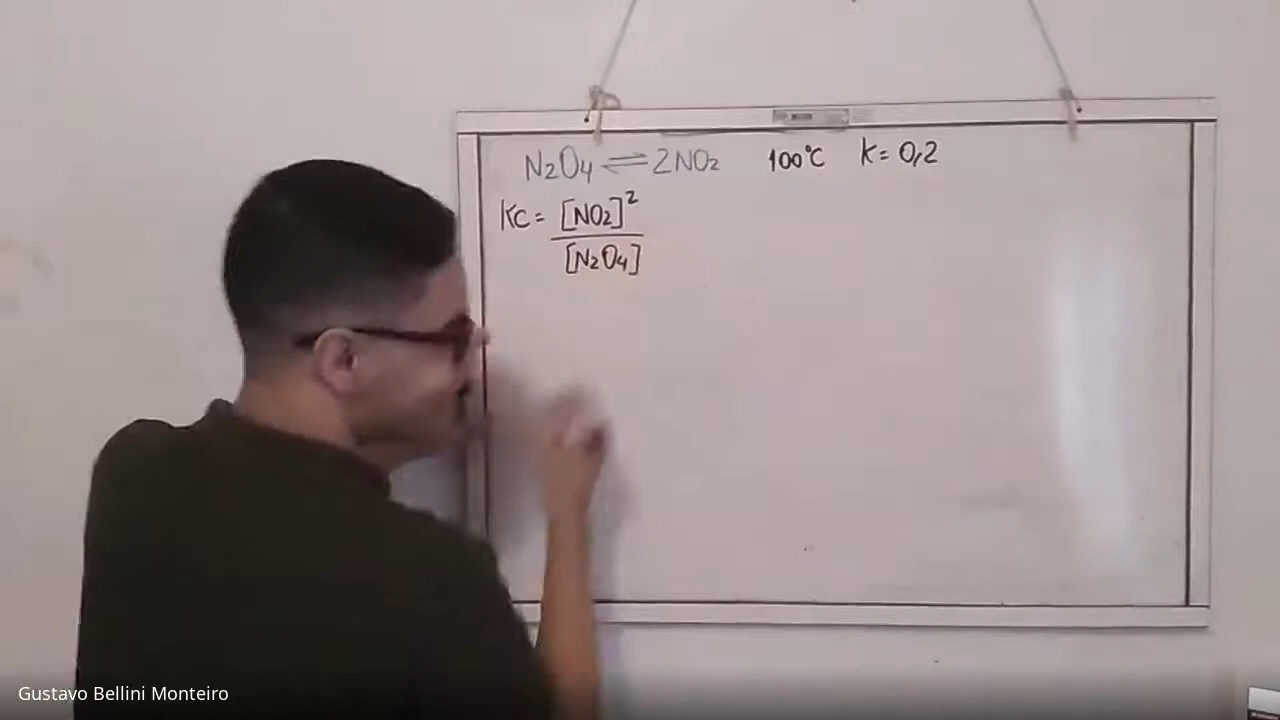 N2O4 ⇌ 2NO2 100°C K = 0,2
KC = [NO2]²
[N2O4]
Gustavo Bellini Monteiro